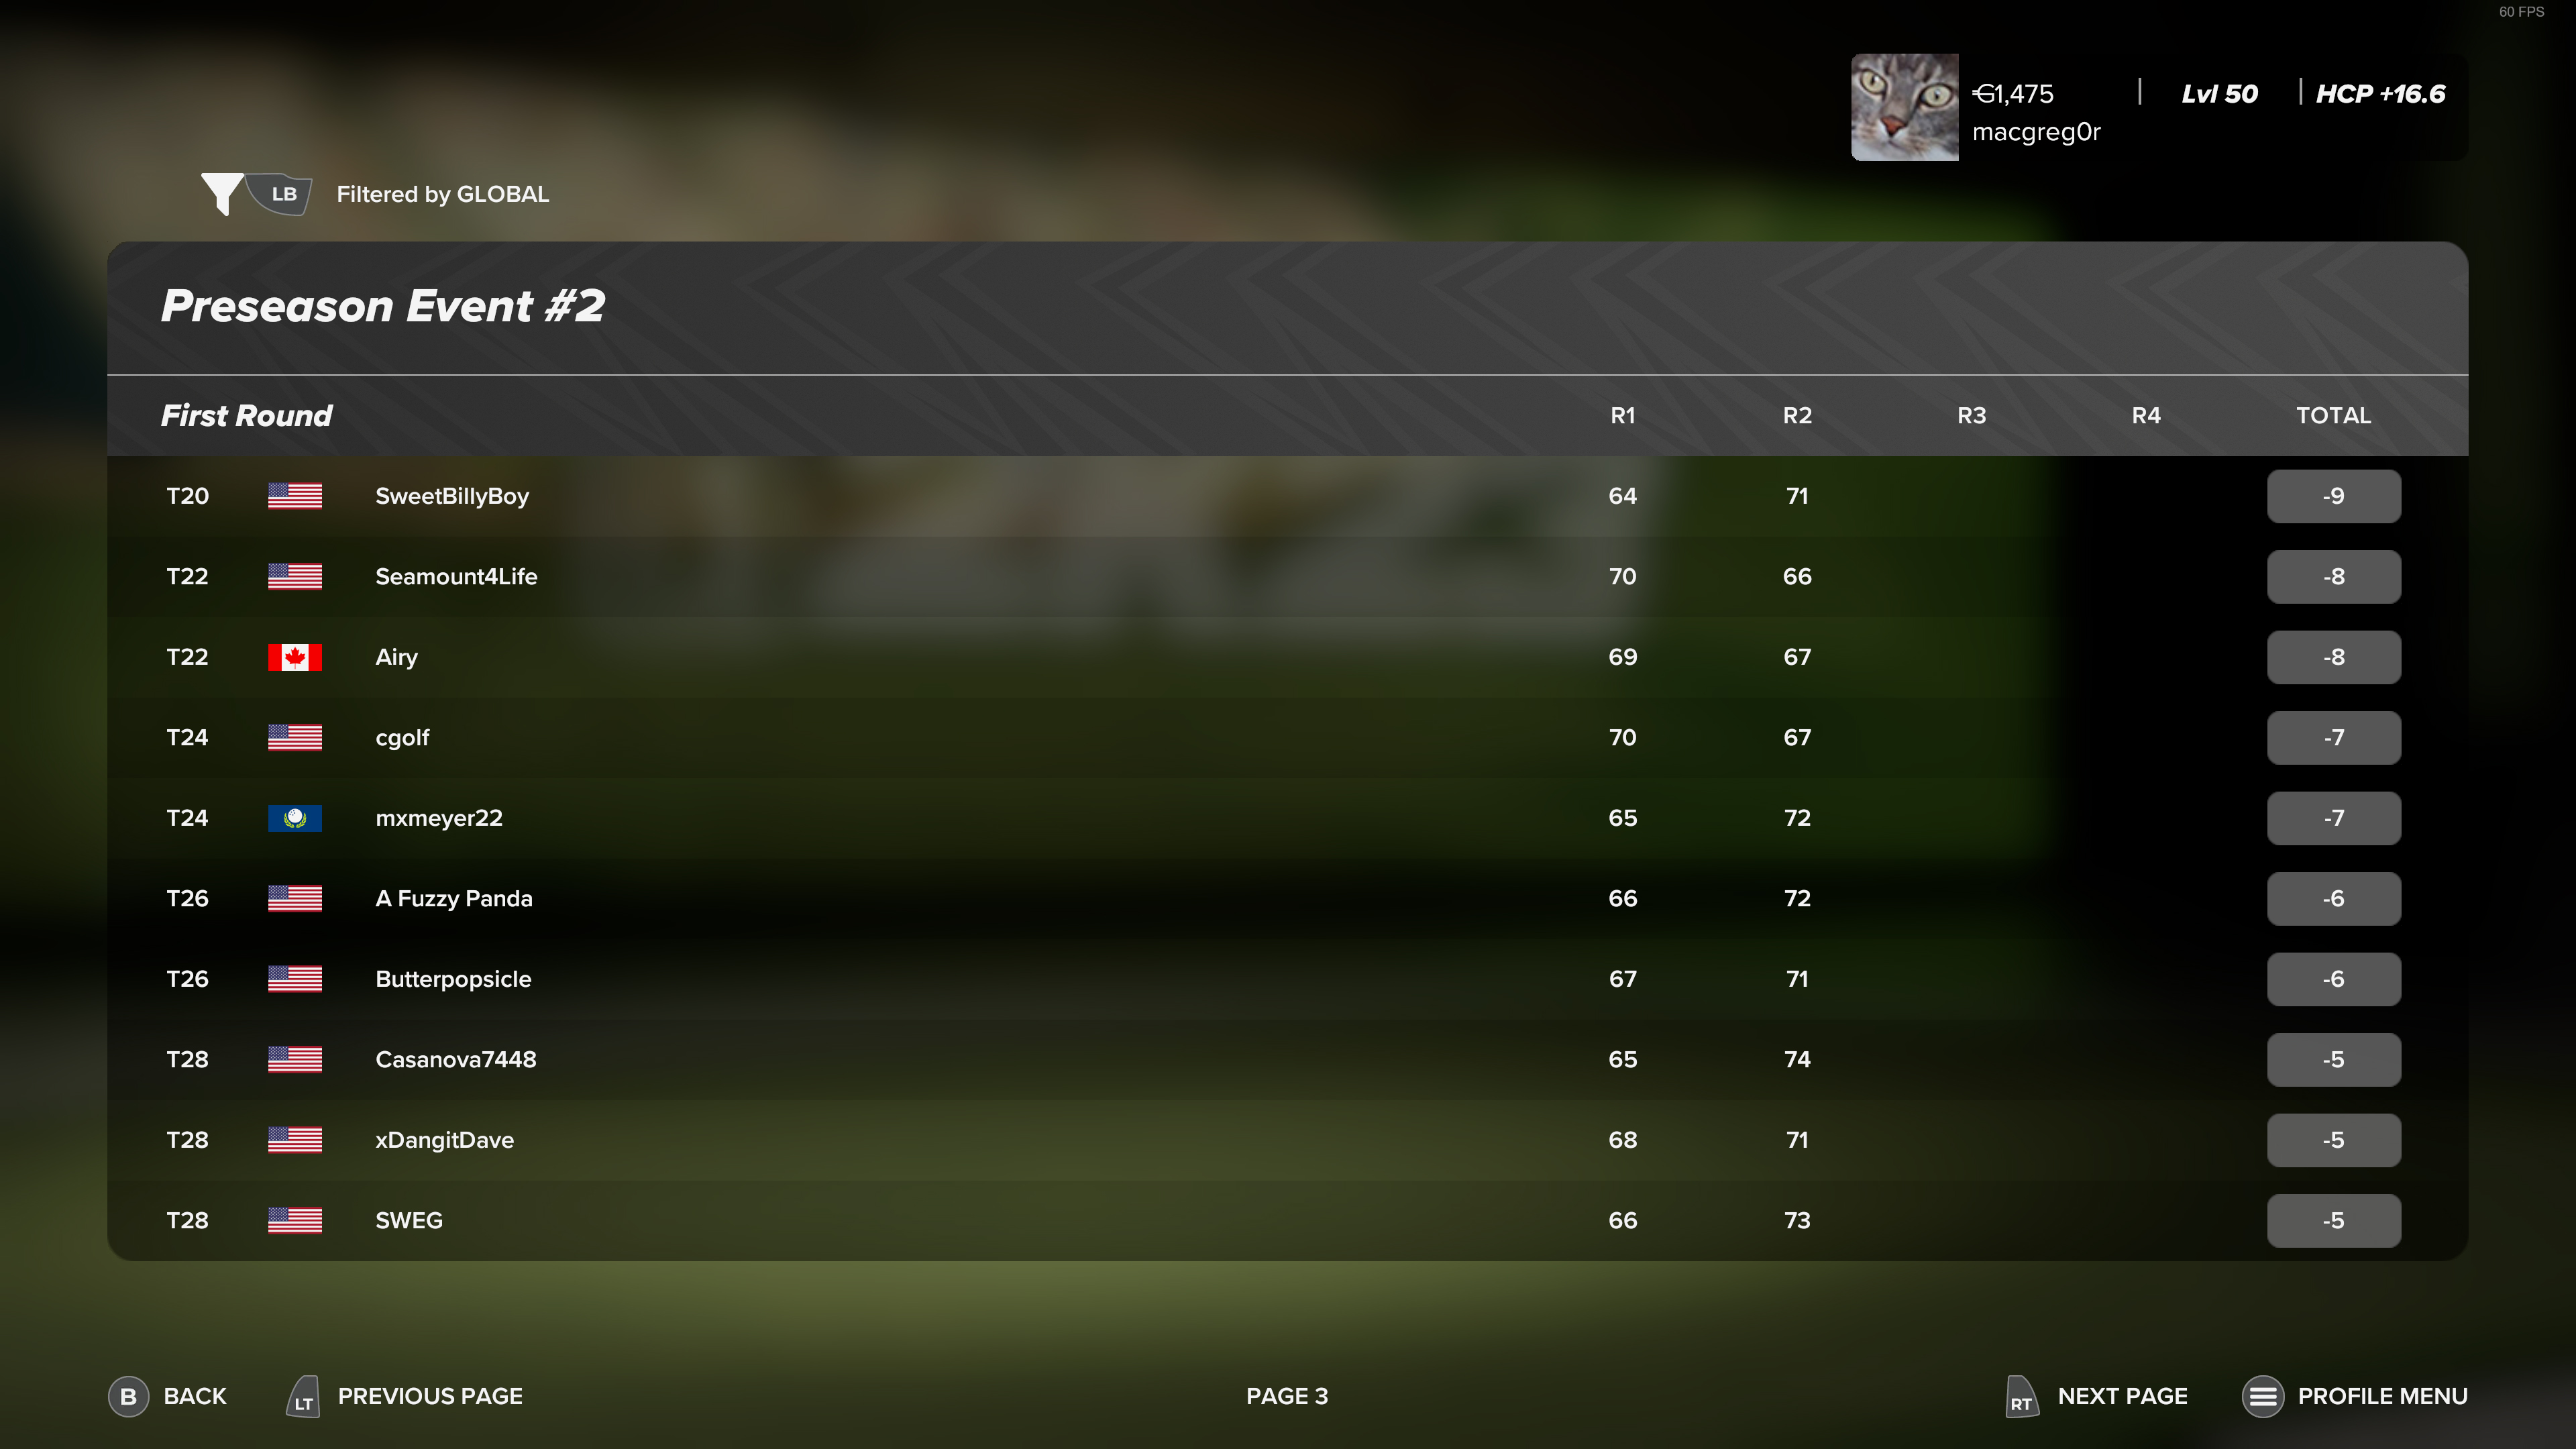 60 FPS
G1,475 | Lvl 50 | HCP +16.6
macgreg0r
LB Filtered by GLOBAL
Preseason Event #2
First Round R1 R2 R3 R4 TOTAL
T20 SweetBillyBoy 64 71 -9
T22 Seamount4Life 70 66 -8
T22 Airy 69 67 -8
T24 cgolf 70 67 -7
T24 mxmeyer22 65 72 -7
T26 A Fuzzy Panda 66 72 -6
T26 Butterpopsicle 67 71 -6
T28 Casanova7448 65 74 -5
T28 xDangitDave 68 71 -5
T28 SWEG 66 73 -5
B BACK LT PREVIOUS PAGE PAGE 3 RT NEXT PAGE PROFILE MENU